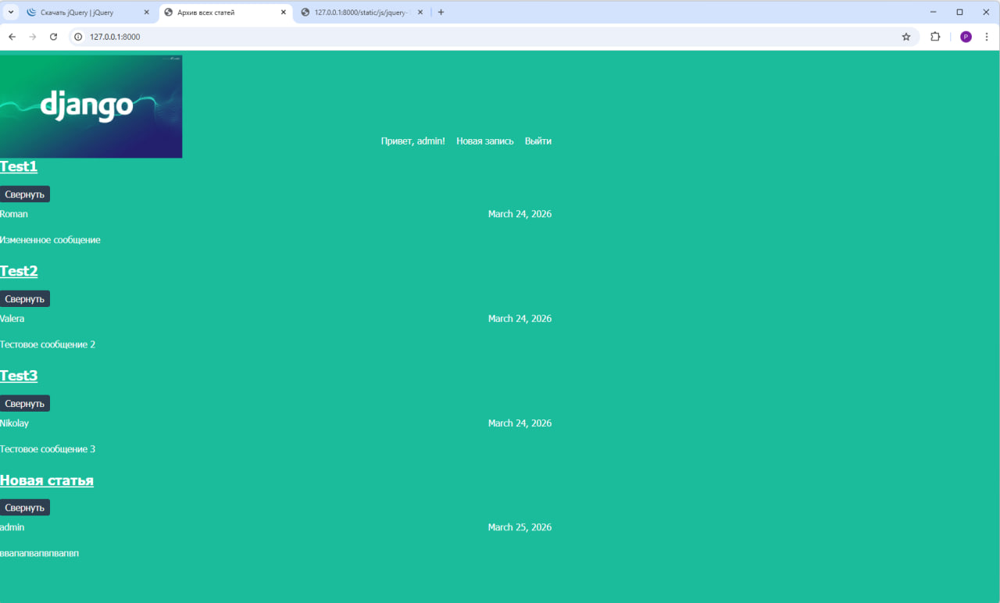 Скачать jQuery | jQuery
Архив всех статей
127.0.0.1:8000/static/js/jquery-
127.0.0.1:8000
P
django
Привет, admin! Новая запись Выйти
Test1
Свернуть
Roman March 24, 2026
Измененное сообщение
Test2
Свернуть
Valera March 24, 2026
Тестовое сообщение 2
Test3
Свернуть
Nikolay March 24, 2026
Тестовое сообщение 3
Новая статья
Свернуть
admin March 25, 2026
ввапапвапвпвапвп